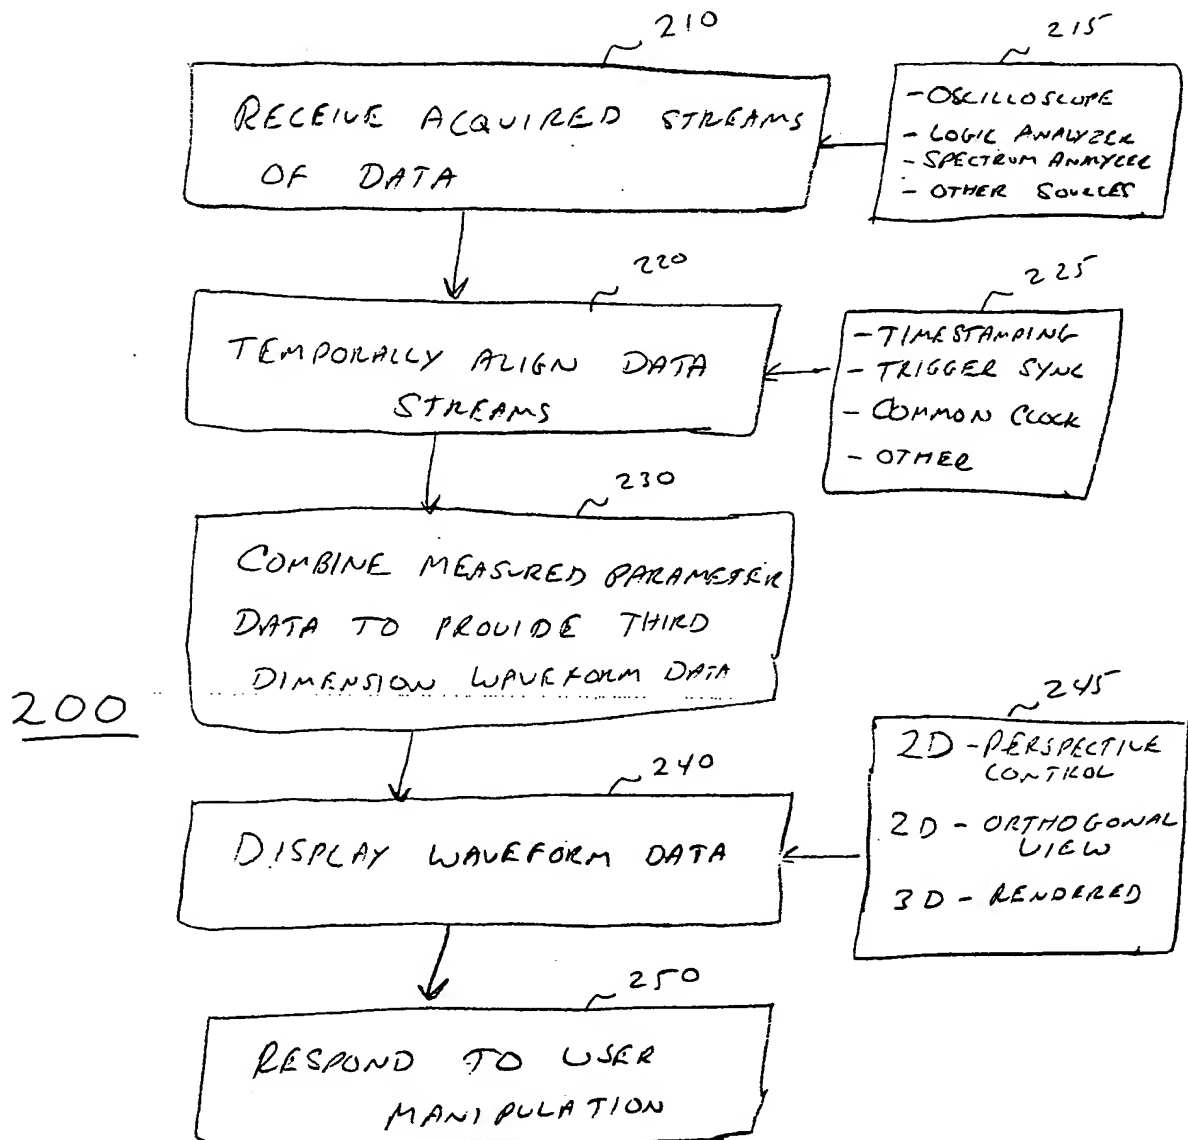 210
215
RECEIVE ACQUIRED STREAMS
OF DATA
- OSCILLOSCOPE
- LOGIC ANALYZER
- SPECTRUM ANALYZER
- OTHER SOURCES
220
225
TEMPORALLY ALIGN DATA
STREAMS
- TIMESTAMPING
- TRIGGER SYNC
- COMMON CLOCK
- OTHER
230
COMBINE MEASURED PARAMETER
DATA TO PROVIDE THIRD
DIMENSION WAVEFORM DATA
200
240
245
DISPLAY WAVEFORM DATA
2D - PERSPECTIVE
CONTROL
2D - ORTHOGONAL
VIEW
3D - RENDERED
250
RESPOND TO USER
MANIPULATION